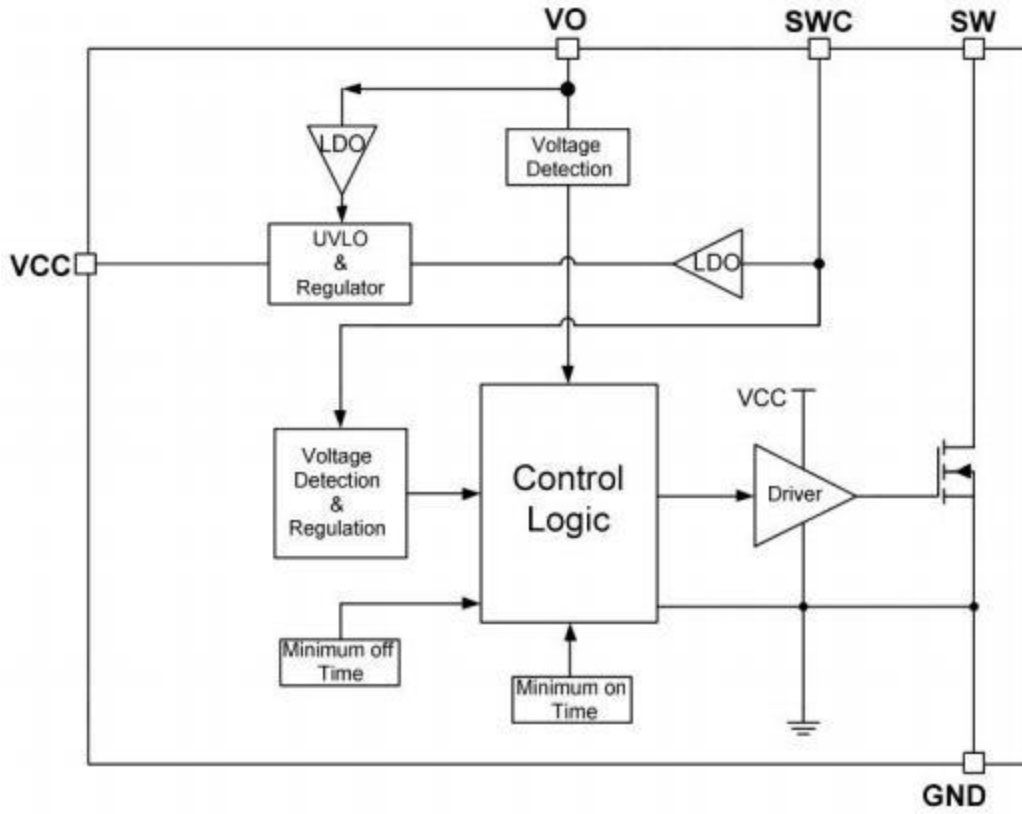 VO
SWC
SW
LDO
Voltage
Detection
VCC
UVLO
&
Regulator
LDO
VCC
Voltage
Detection
&
Regulation
Control
Logic
Driver
Minimum off
Time
Minimum on
Time
GND